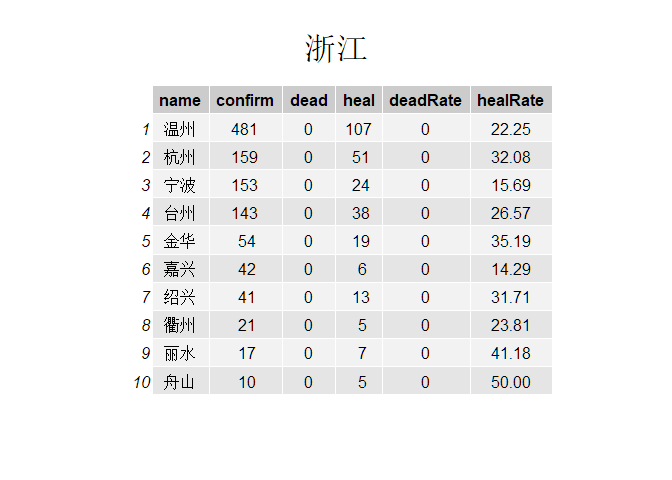 浙江
name confirm dead heal deadRate healRate
1 温州 481 0 107 0 22.25
2 杭州 159 0 51 0 32.08
3 宁波 153 0 24 0 15.69
4 台州 143 0 38 0 26.57
5 金华 54 0 19 0 35.19
6 嘉兴 42 0 6 0 14.29
7 绍兴 41 0 13 0 31.71
8 衢州 21 0 5 0 23.81
9 丽水 17 0 7 0 41.18
10 舟山 10 0 5 0 50.00